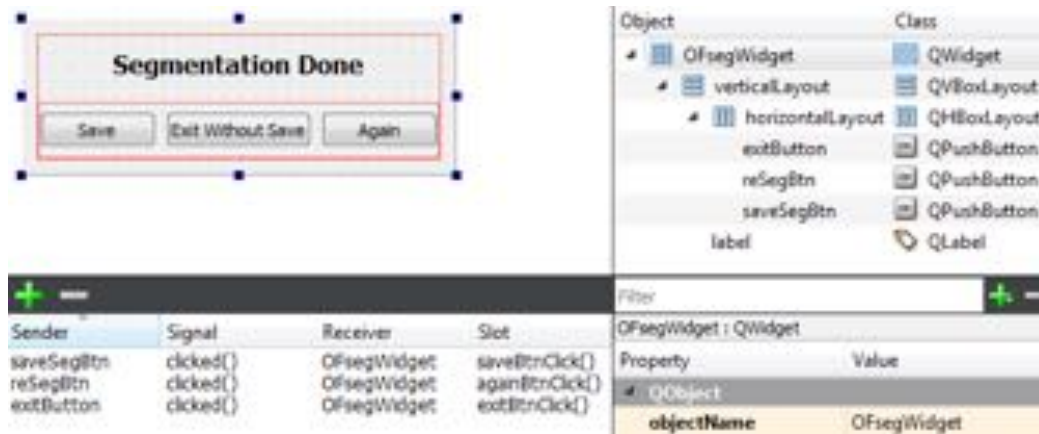 Segmentation Done
Save Exit Without Save Again
Object Class
OFsegWidget QWidget
verticalLayout QVBoxLayout
horizontalLayout QHBoxLayout
exitButton QPushButton
reSegBtn QPushButton
saveSegBtn QPushButton
label QLabel
Filter
Sender Signal Receiver Slot
saveSegBtn clicked() OFsegWidget saveBtnClick()
reSegBtn clicked() OFsegWidget againBtnClick()
exitButton clicked() OFsegWidget exitBtnClick()
OFsegWidget : QWidget
Property Value
QObject
objectName OFsegWidget